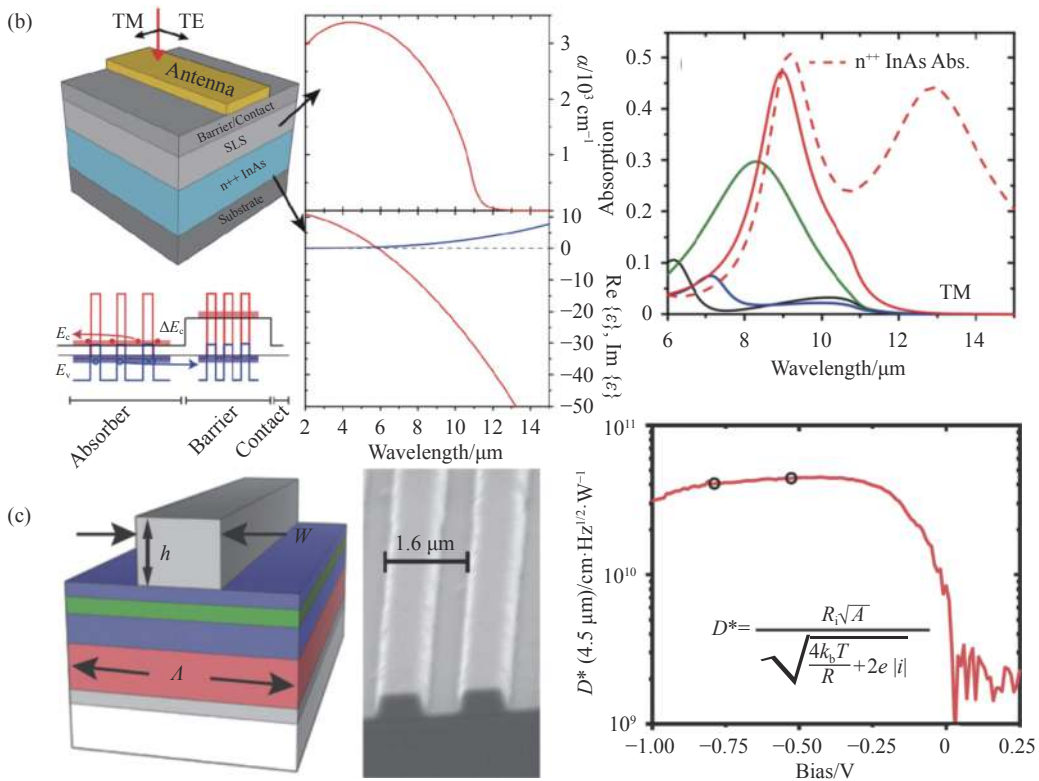 (b)
TM
TE
Antenna
Barrier/Contact
SLS
n++ InAs
Substrate
E_c
ΔE_c
E_v
Absorber
Barrier
Contact
3
2
1
α/10³ cm⁻¹
10
0
−10
−20
−30
−40
−50
Re {ε}, Im {ε}
2
4
6
8
10
12
14
Wavelength/μm
0.5
0.4
0.3
0.2
0.1
0
Absorption
n⁺⁺ InAs Abs.
TM
6
8
10
12
14
Wavelength/μm
(c)
h
W
Λ
1.6 μm
10¹¹
10¹⁰
10⁹
D* (4.5 μm)/cm·Hz^{1/2}·W⁻¹
D*= R_i√A / √(4k_bT/R +2e |i|)
−1.00
−0.75
−0.50
−0.25
0
0.25
Bias/V